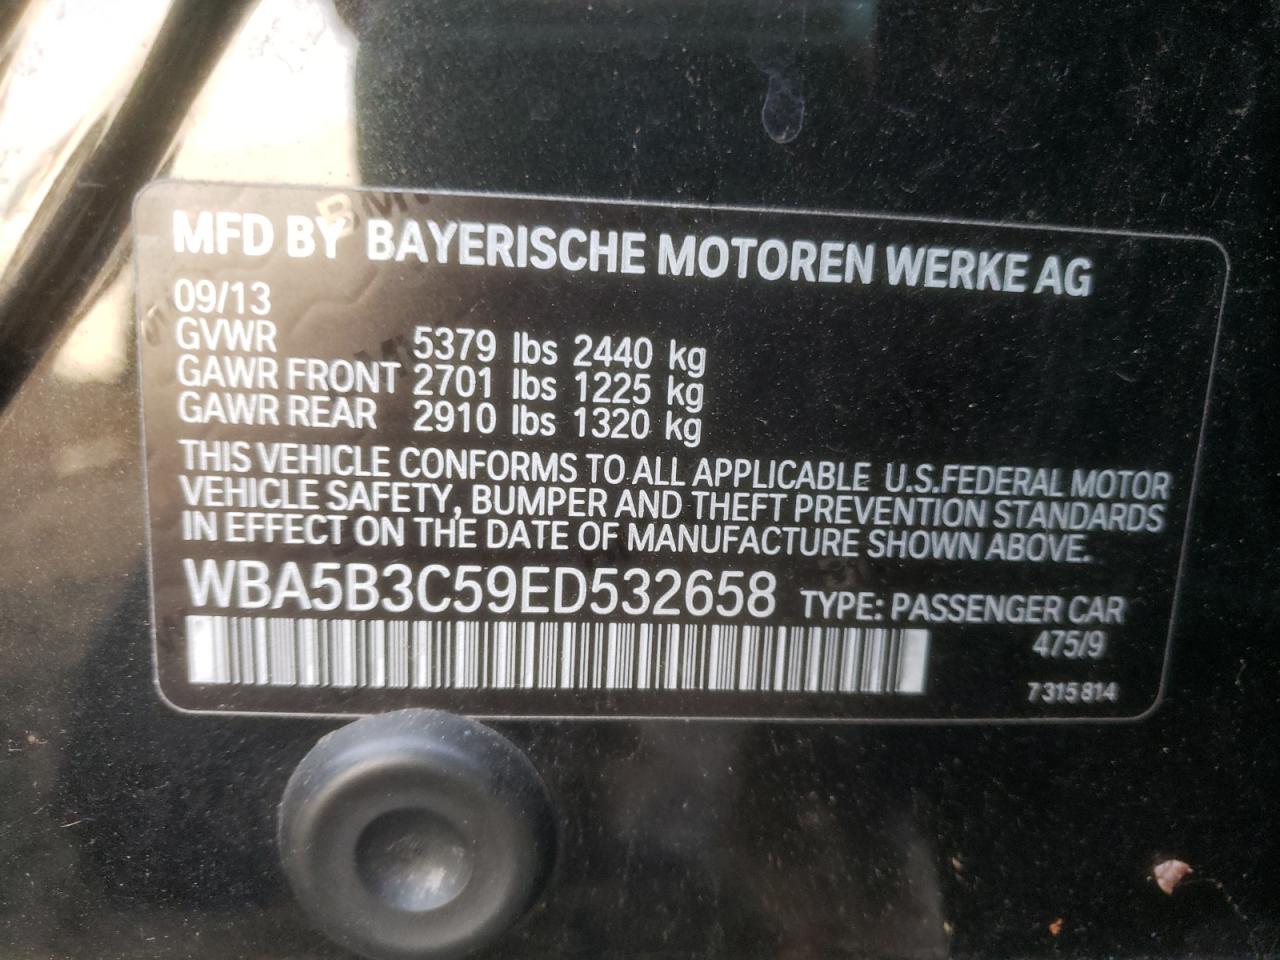 MFD BY BAYERISCHE MOTOREN WERKE AG
09/13
GVWR 5379 lbs 2440 kg
GAWR FRONT 2701 lbs 1225 kg
GAWR REAR 2910 lbs 1320 kg
THIS VEHICLE CONFORMS TO ALL APPLICABLE U.S.FEDERAL MOTOR
VEHICLE SAFETY, BUMPER AND THEFT PREVENTION STANDARDS
IN EFFECT ON THE DATE OF MANUFACTURE SHOWN ABOVE.
WBA5B3C59ED532658 TYPE: PASSENGER CAR
475/9
7 315 814